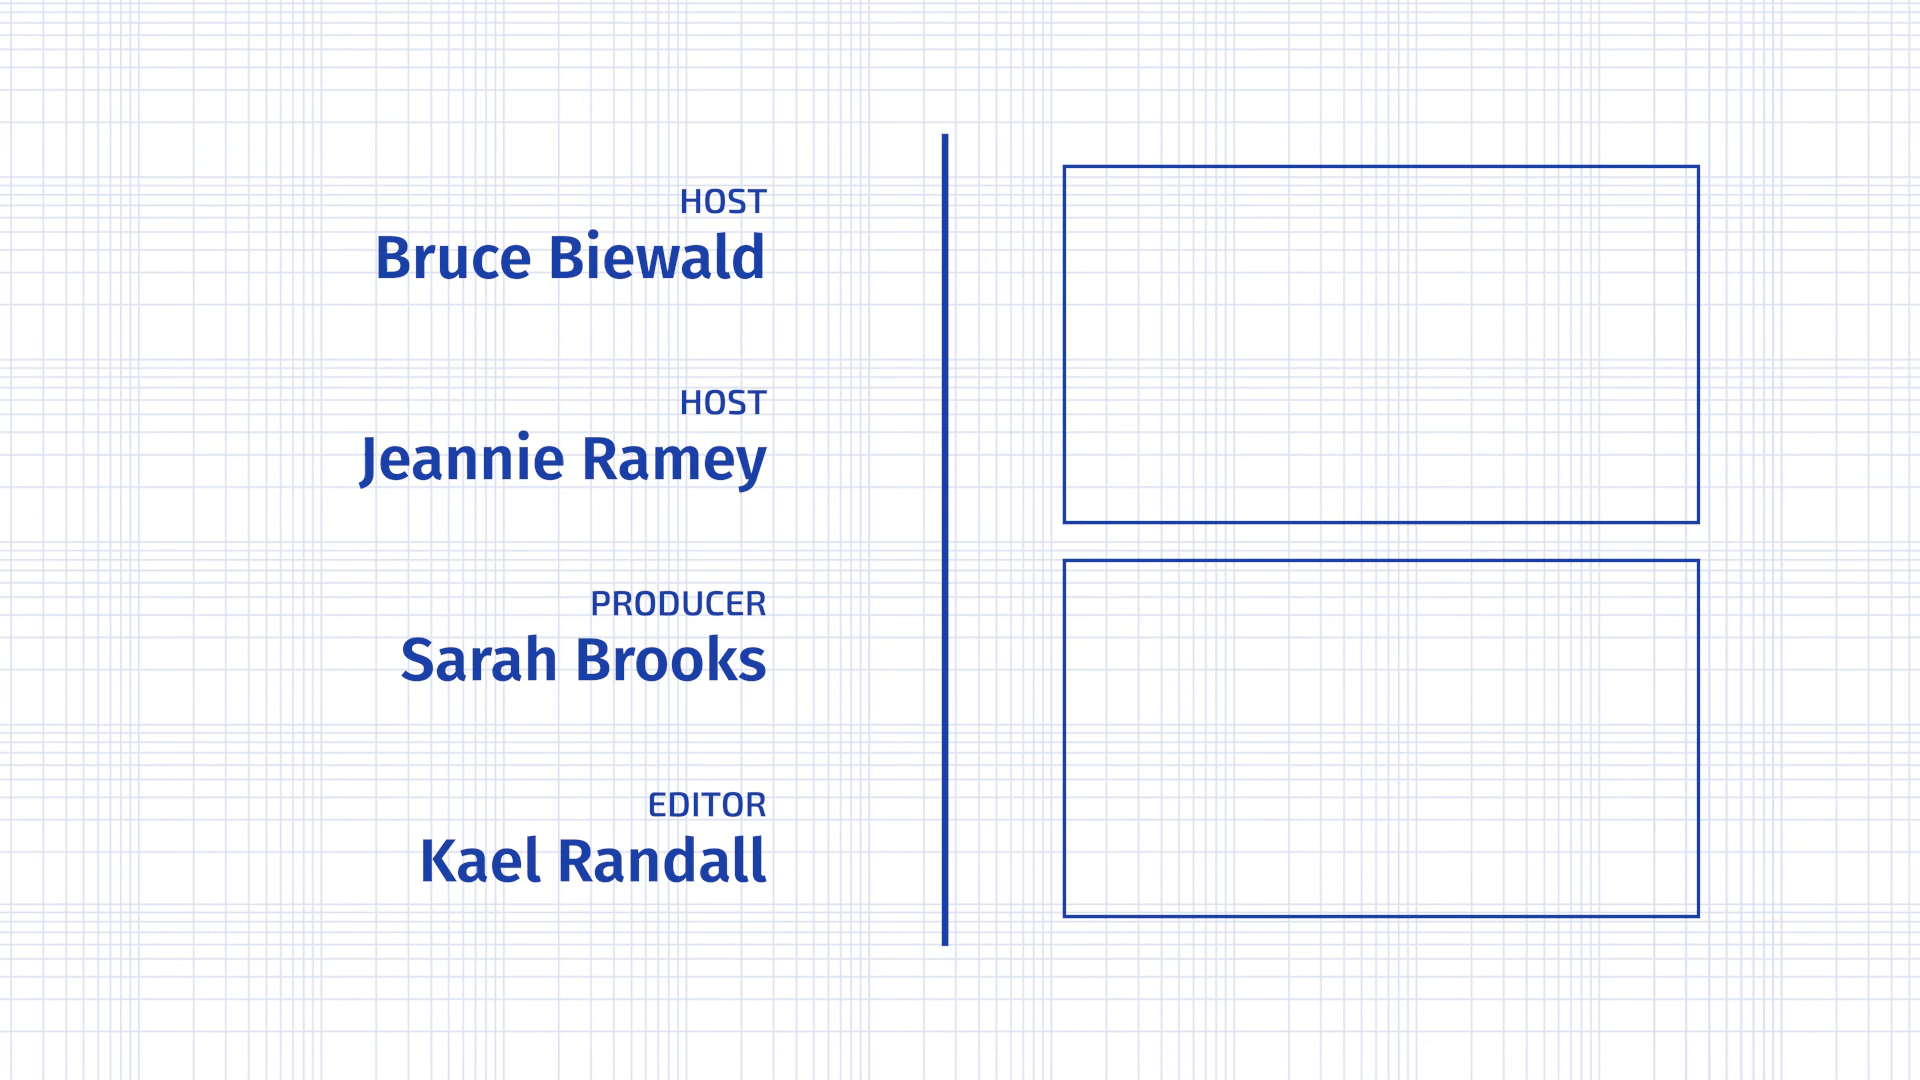 HOST
Bruce Biewald
HOST
Jeannie Ramey
PRODUCER
Sarah Brooks
EDITOR
Kael Randall